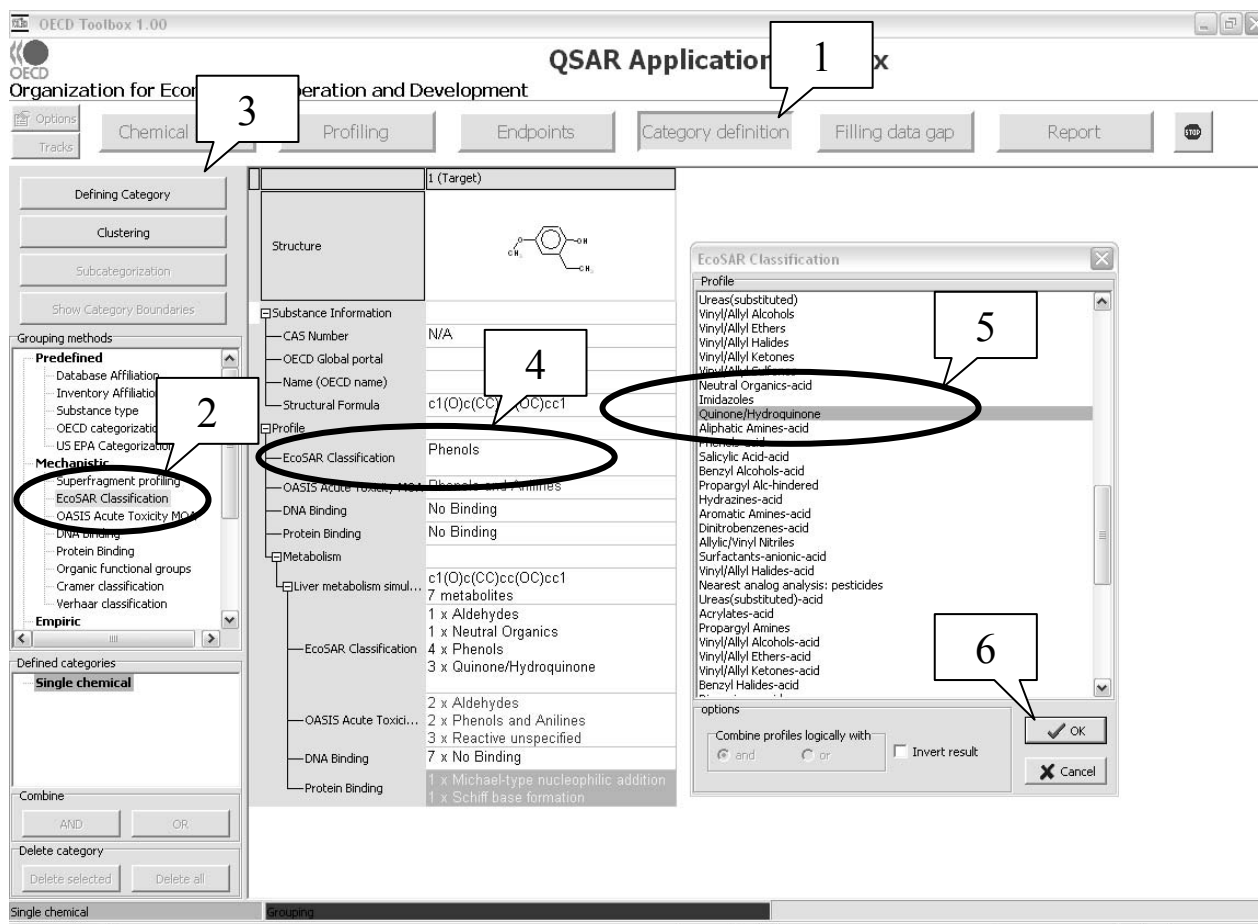 OECD Toolbox 1.00
OECD
QSAR Application
x
1
Organization for Eco
peration and Development
3
Options
Tracks
Chemical
Profiling
Endpoints
Category definition
Filling data gap
Report
STOP
Defining Category
Clustering
Subcategorization
Show Category Boundaries
Grouping methods
Predefined
Database Affiliation
Inventory Affiliation
Substance type
OECD categorizatio
US EPA Categorization
Mechanistic
Superfragment profiling
EcoSAR Classification
OASIS Acute Toxicity MOA
DNA Binding
Protein Binding
Organic functional groups
Cramer classification
Verhaar classification
Empiric
2
Defined categories
Single chemical
Combine
AND
OR
Delete category
Delete selected
Delete all
Single chemical
Grouping
1 (Target)
Structure
O
CH3
OH
CH3
Substance Information
CAS Number
N/A
OECD Global portal
Name (OECD name)
Structural Formula
c1(O)c(CC)
(OC)cc1
4
Profile
EcoSAR Classification
Phenols
OASIS Acute Toxicity MOA
Phenols and Anilines
DNA Binding
No Binding
Protein Binding
No Binding
Metabolism
Liver metabolism simul...
c1(O)c(CC)cc(OC)cc1
7 metabolites
EcoSAR Classification
1 x Aldehydes
1 x Neutral Organics
4 x Phenols
3 x Quinone/Hydroquinone
OASIS Acute Toxici...
2 x Aldehydes
2 x Phenols and Anilines
3 x Reactive unspecified
DNA Binding
7 x No Binding
Protein Binding
1 x Michael-type nucleophilic addition
1 x Schiff base formation
EcoSAR Classification
Profile
Ureas(substituted)
Vinyl/Allyl Alcohols
Vinyl/Allyl Ethers
Vinyl/Allyl Halides
Vinyl/Allyl Ketones
Vinyl/Allyl Sulfones
Neutral Organics-acid
Imidazoles
Quinone/Hydroquinone
Aliphatic Amines-acid
Phenols-acid
Salicylic Acid-acid
Benzyl Alcohols-acid
Propargyl Alc-hindered
Hydrazines-acid
Aromatic Amines-acid
Dinitrobenzenes-acid
Allylic/Vinyl Nitriles
Surfactants-anionic-acid
Vinyl/Allyl Halides-acid
Nearest analog analysis: pesticides
Ureas(substituted)-acid
Acrylates-acid
Propargyl Amines
Vinyl/Allyl Alcohols-acid
Vinyl/Allyl Ethers-acid
Vinyl/Allyl Ketones-acid
Benzyl Halides-acid
5
6
options
Combine profiles logically with
and
or
Invert result
OK
Cancel